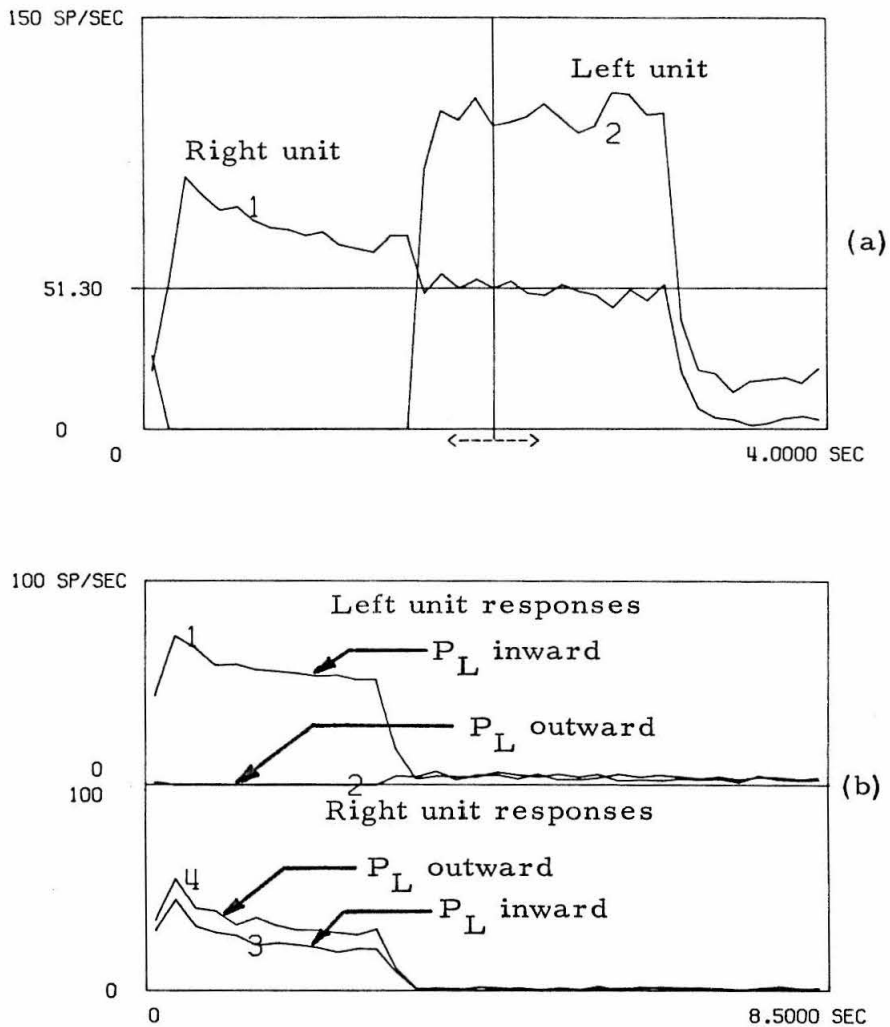 150 SP/SEC
Left unit
2
Right unit
1
(a)
51.30
0
<------>
0
4.0000 SEC
100 SP/SEC
Left unit responses
1
P_L inward
P_L outward
0
2
(b)
100
Right unit responses
4
P_L outward
P_L inward
3
0
0
8.5000 SEC